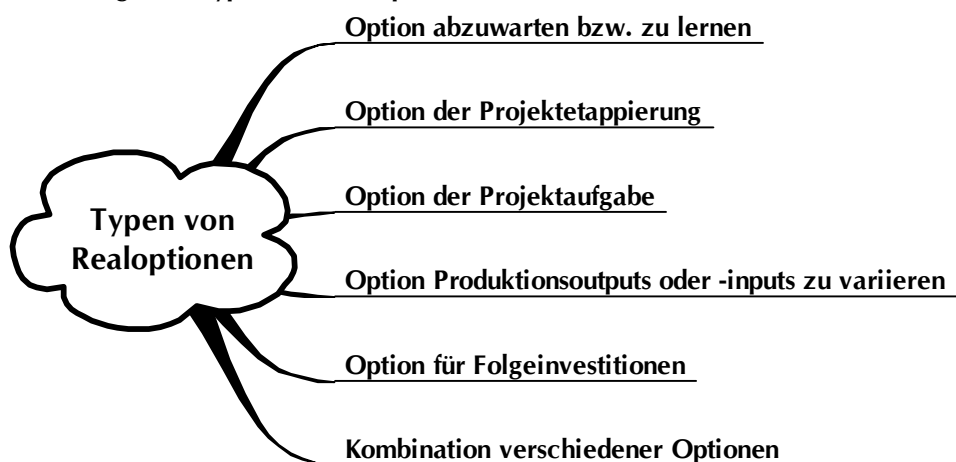 Option abzuwarten bzw. zu lernen
Option der Projektetappierung
Option der Projektaufgabe
Typen von
Realoptionen
Option Produktionsoutputs oder -inputs zu variieren
Option für Folgeinvestitionen
Kombination verschiedener Optionen